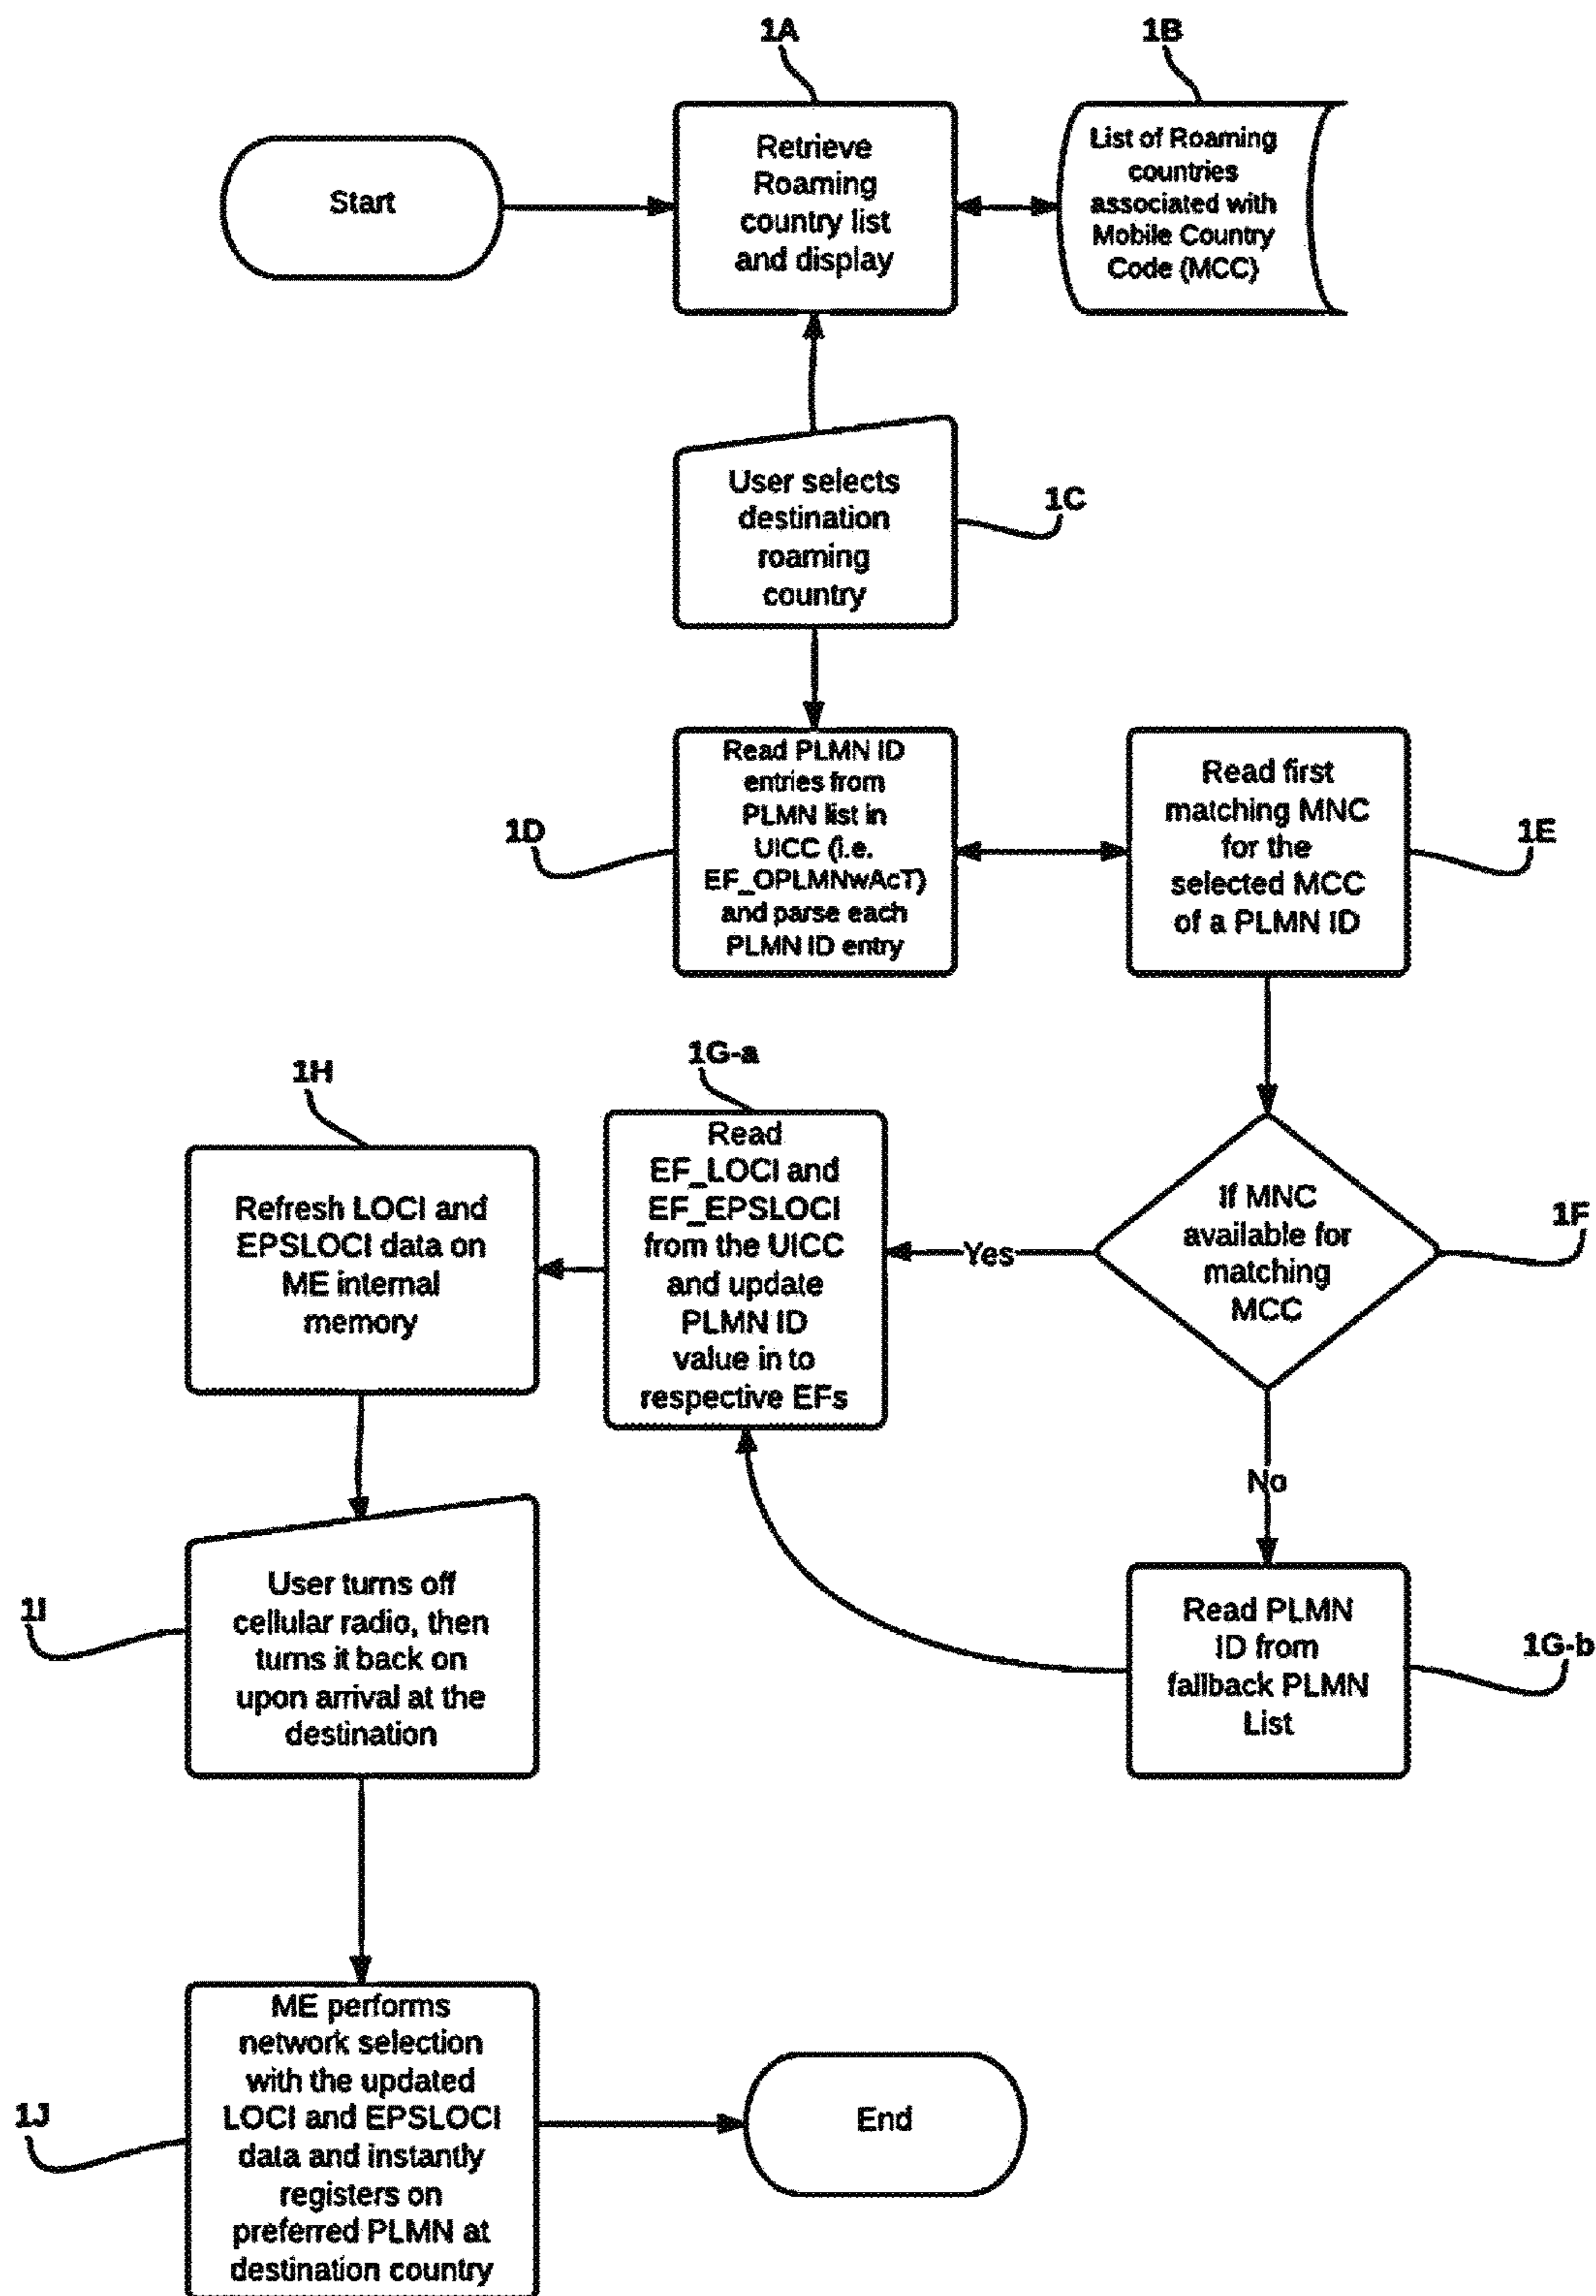 1A
1B
Start
Retrieve
Roaming
country list
and display
List of Roaming
countries
associated with
Mobile Country
Code (MCC)
User selects
destination
roaming
country
1C
1D
Read PLMN ID
entries from
PLMN list in
UICC (i.e.
EF_OPLMNwAcT)
and parse each
PLMN ID entry
Read first
matching MNC
for the
selected MCC
of a PLMN ID
1E
1H
Refresh LOCI and
EPSLOCI data on
ME internal
memory
1G-a
Read
EF_LOCI and
EF_EPSLOCI
from the UICC
and update
PLMN ID
value in to
respective EFs
Yes
If MNC
available for
matching
MCC
1F
No
1I
User turns off
cellular radio, then
turns it back on
upon arrival at the
destination
Read PLMN
ID from
fallback PLMN
List
1G-b
1J
ME performs
network selection
with the updated
LOCI and EPSLOCI
data and instantly
registers on
preferred PLMN at
destination country
End